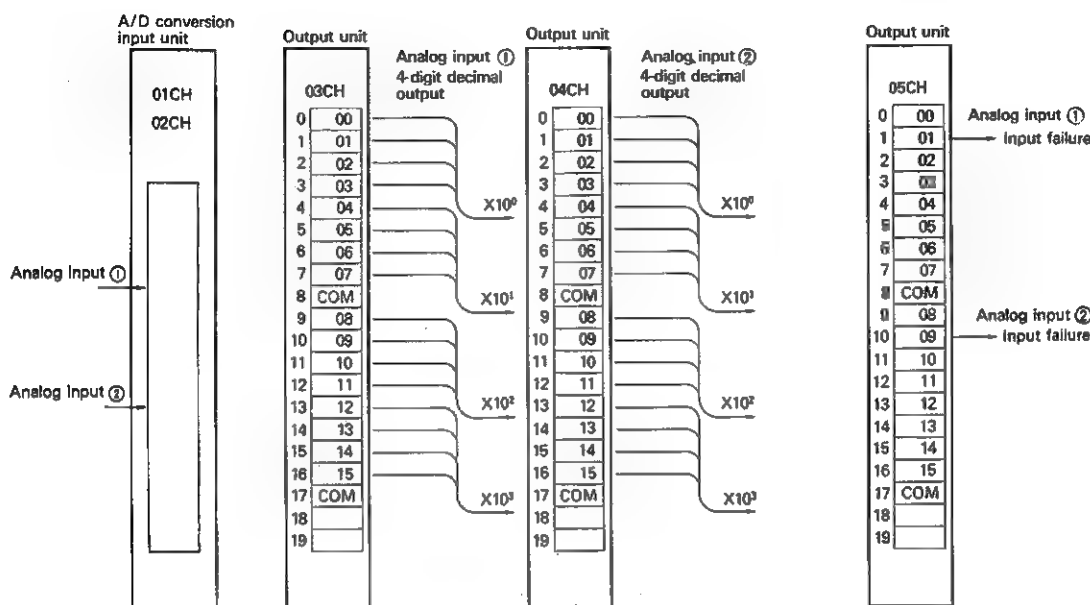 A/D conversion
input unit
01CH
02CH
Analog Input ①
Analog Input ②
Output unit
03CH
0 00
1 01
2 02
3 03
4 04
5 05
6 06
7 07
8 COM
9 08
10 09
11 10
12 11
13 12
14 13
15 14
16 15
17 COM
18
19
Analog input ①
4-digit decimal
output
X10⁰
X10¹
X10²
X10³
Output unit
04CH
0 00
1 01
2 02
3 03
4 04
5 05
6 06
7 07
8 COM
9 08
10 09
11 10
12 11
13 12
14 13
15 14
16 15
17 COM
18
19
Analog, input ②
4-digit decimal
output
X10⁰
X10³
X10²
X10³
Output unit
05CH
0 00
1 01
2 02
3
4 04
05
06
7 07
COM
08
10 09
11 10
12 11
13 12
14 13
15 14
16 15
17 COM
18
19
Analog input ①
Input failure
Analog input ②
Input failure